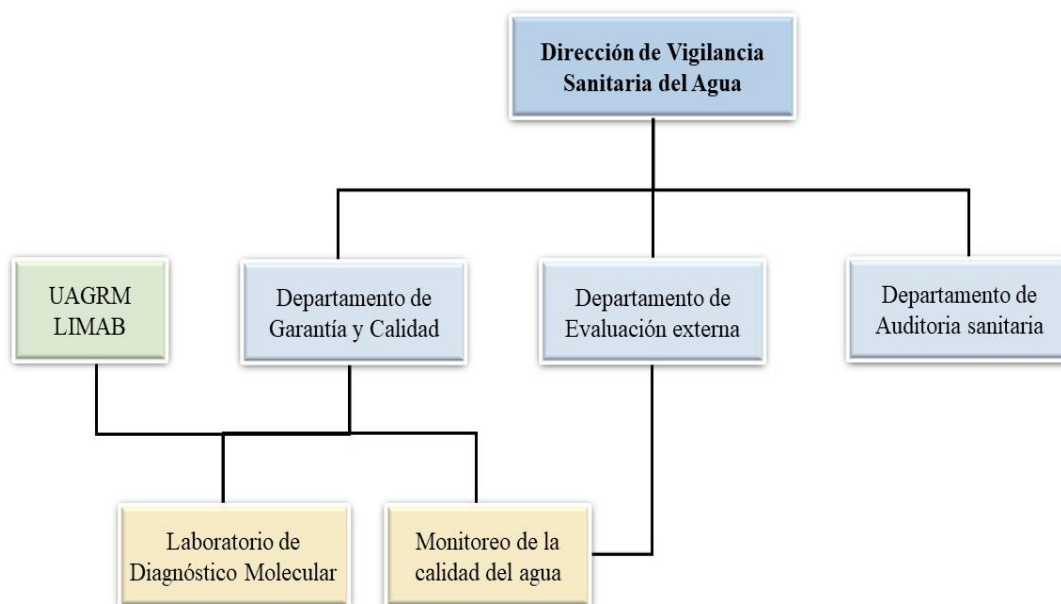 Dirección de Vigilancia
Sanitaria del Agua
UAGRM
LIMAB
Departamento de
Garantía y Calidad
Departamento de
Evaluación externa
Departamento de
Auditoria sanitaria
Laboratorio de
Diagnóstico Molecular
Monitoreo de la
calidad del agua